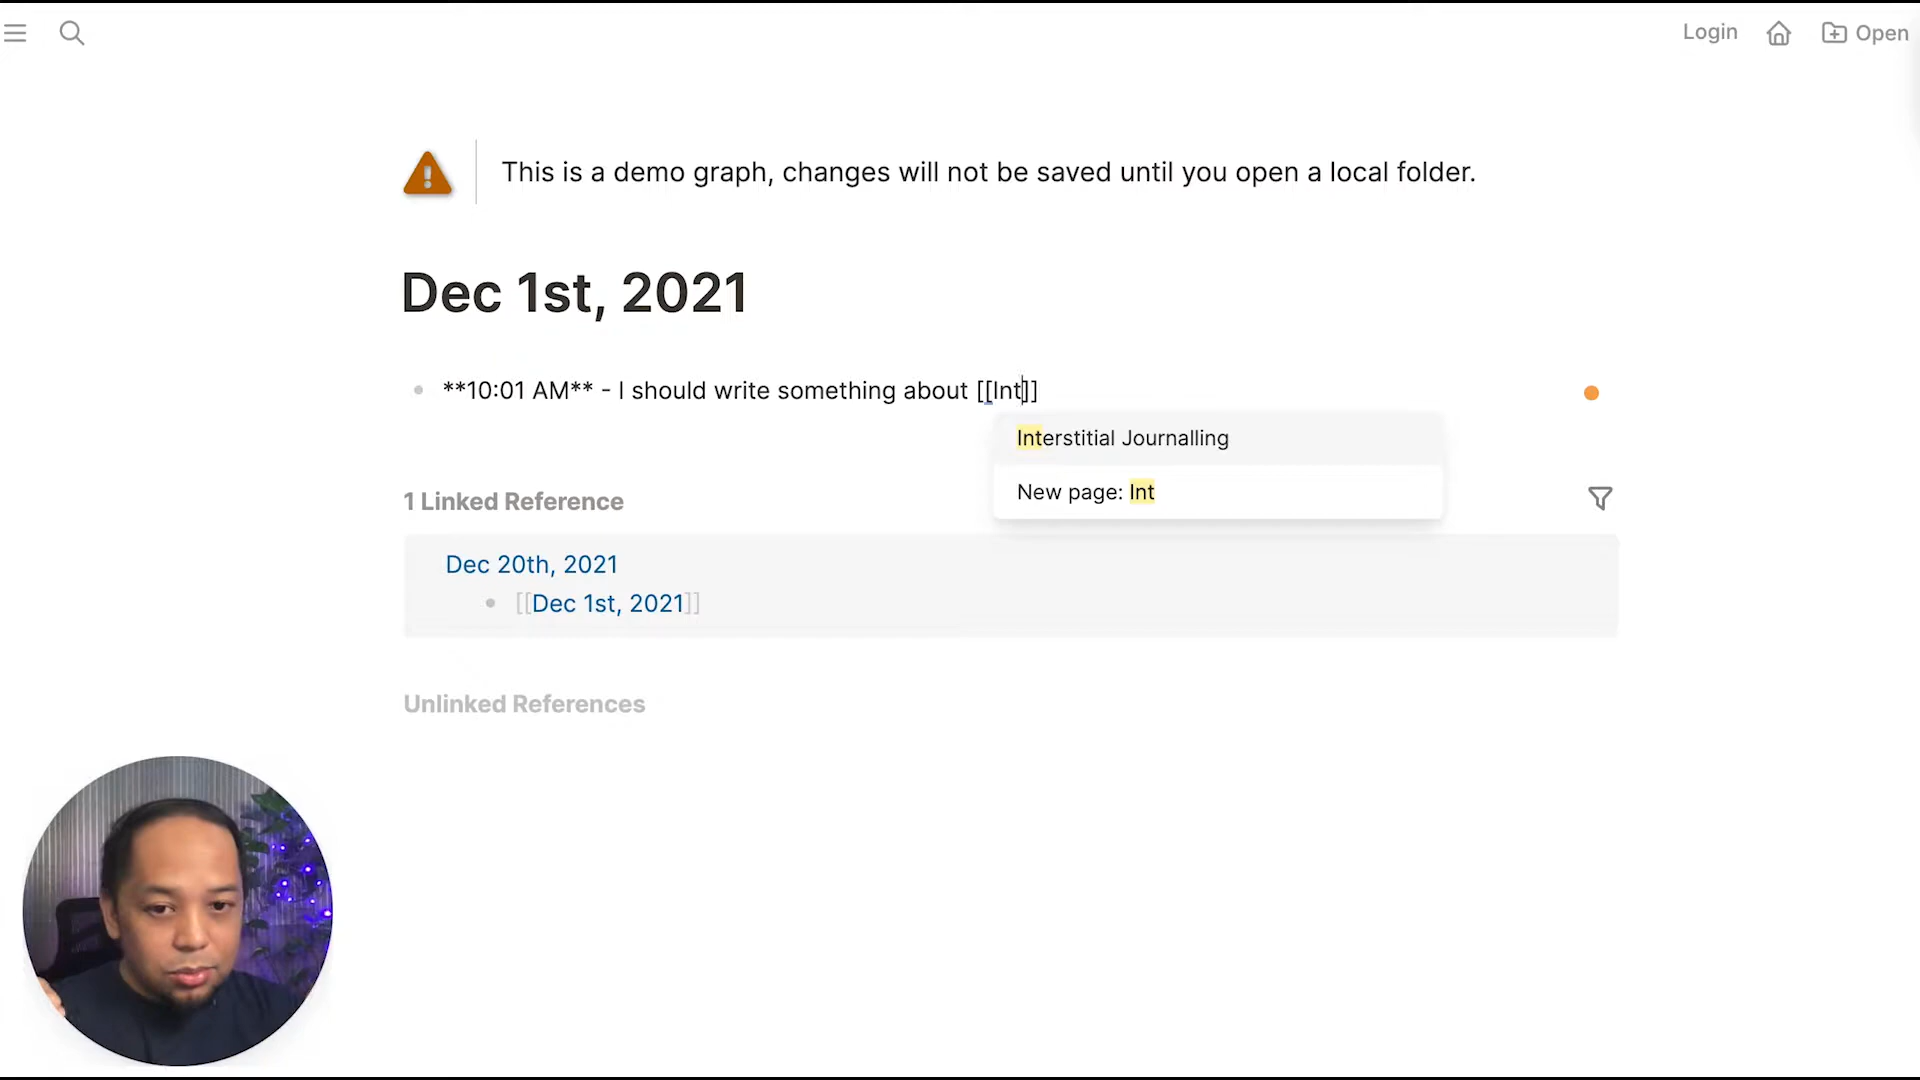 Login
Open
This is a demo graph, changes will not be saved until you open a local folder.
Dec 1st, 2021
**10:01 AM** - I should write something about [[Int]]
Interstitial Journalling
New page: Int
1 Linked Reference
Dec 20th, 2021
[[Dec 1st, 2021]]
Unlinked References